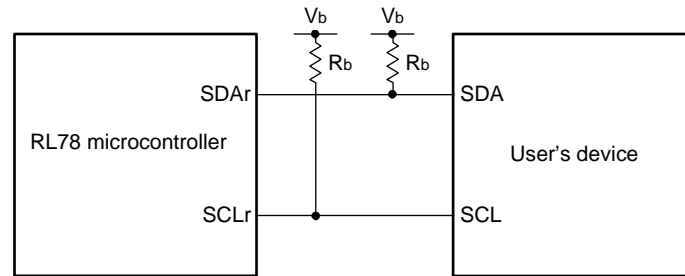 Vb Vb
Rb Rb
SDAr SDA
RL78 microcontroller
User's device
SCLr SCL